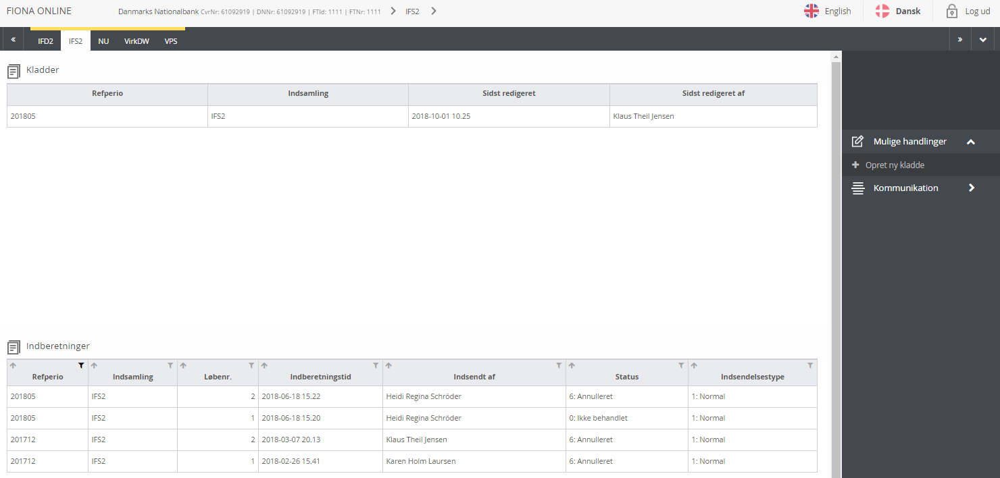 FIONA ONLINE Danmarks Nationalbank CvrNr: 61092919 | DNNr: 61092919 | FTId: 1111 | FTNr: 1111 IFS2 English Dansk Log ud
IFD2 IFS2 NU VirkDW VPS
Kladder
Refperio Indsamling Sidst redigeret Sidst redigeret af
201805 IFS2 2018-10-01 10.25 Klaus Theil Jensen
Mulige handlinger
Opret ny kladde
Kommunikation
Indberetninger
Refperio Indsamling Løbenr. Indberetningstid Indsendt af Status Indsendelsestype
201805 IFS2 2 2018-06-18 15.22 Heidi Regina Schröder 6: Annulleret 1: Normal
201805 IFS2 1 2018-06-18 15.20 Heidi Regina Schröder 0: Ikke behandlet 1: Normal
201712 IFS2 2 2018-03-07 20.13 Klaus Theil Jensen 6: Annulleret 1: Normal
201712 IFS2 1 2018-02-26 15.41 Karen Holm Laursen 6: Annulleret 1: Normal